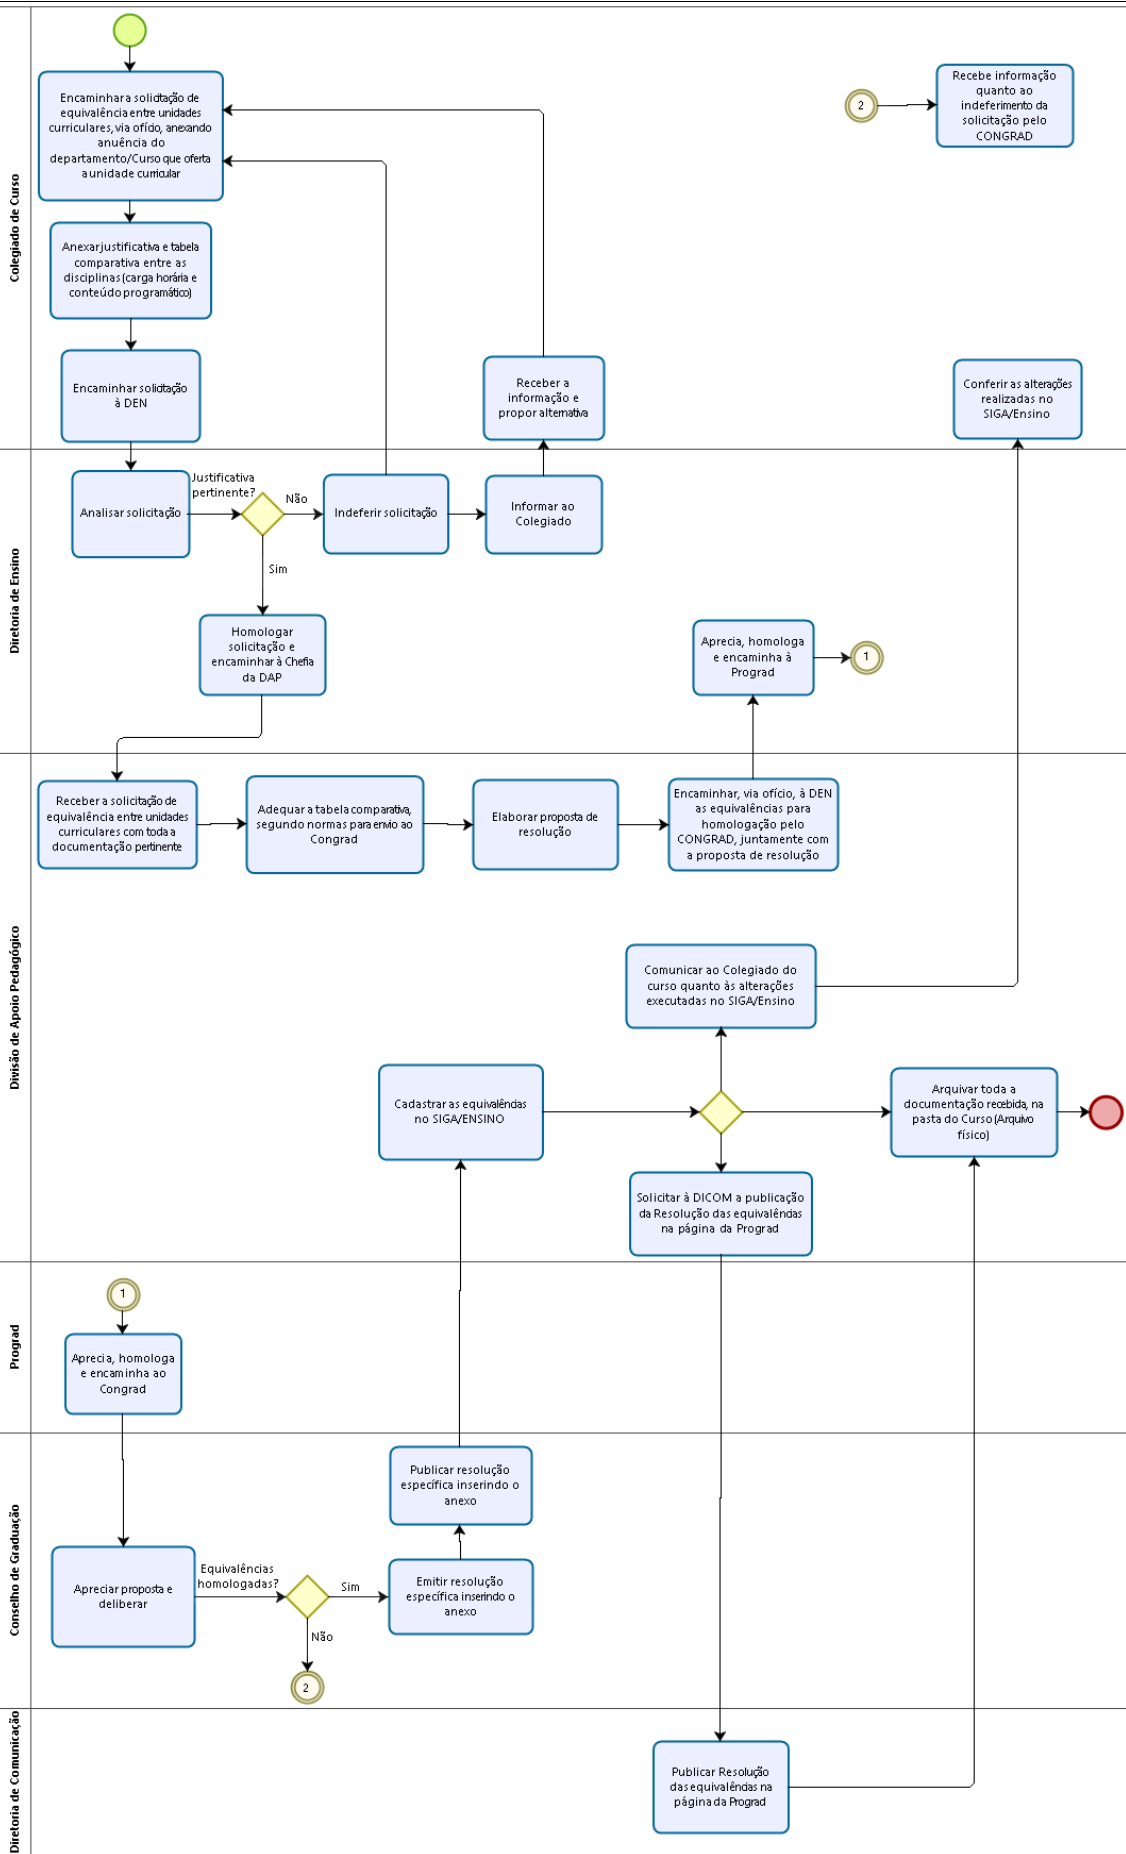 Colegiado de Curso
Encaminhar a solicitação de
equivalência entre unidades
curriculares, via ofício, anexando
anuência do
departamento/Curso que oferta
a unidade curricular
2
Recebe informação
quanto ao
indeferimento da
solicitação pelo
CONGRAD
Anexar justificativa e tabela
comparativa entre as
disciplinas (carga horária e
conteúdo programático)
Encaminhar solicitação
à DEN
Receber a
informação e
propor alternativa
Conferir as alterações
realizadas no
SIGA/Ensino
Diretoria de Ensino
Analisar solicitação
Justificativa
pertinente?
Não
Indeferir solicitação
Informar ao
Colegiado
Sim
Homologar
solicitação e
encaminhar à Chefia
da DAP
Aprecia, homologa
e encaminha à
Prograd
1
Divisão de Apoio Pedagógico
Receber a solicitação de
equivalência entre unidades
curriculares com toda a
documentação pertinente
Adequar a tabela comparativa,
segundo normas para envio ao
Congrad
Elaborar proposta de
resolução
Encaminhar, via ofício, à DEN
as equivalências para
homologação pelo
CONGRAD, juntamente com
a proposta de resolução
Comunicar ao Colegiado do
curso quanto às alterações
executadas no SIGA/Ensino
Cadastrar as equivalências
no SIGA/ENSINO
Arquivar toda a
documentação recebida, na
pasta do Curso (Arquivo
físico)
Solicitar à DICOM a publicação
da Resolução das equivalências
na página da Prograd
Prograd
1
Aprecia, homologa
e encaminha ao
Congrad
Conselho de Graduação
Publicar resolução
específica inserindo o
anexo
Apreciar proposta e
deliberar
Equivalências
homologadas?
Sim
Emitir resolução
específica inserindo o
anexo
Não
2
Diretoria de Comunicação
Publicar Resolução
das equivalências na
página da Prograd